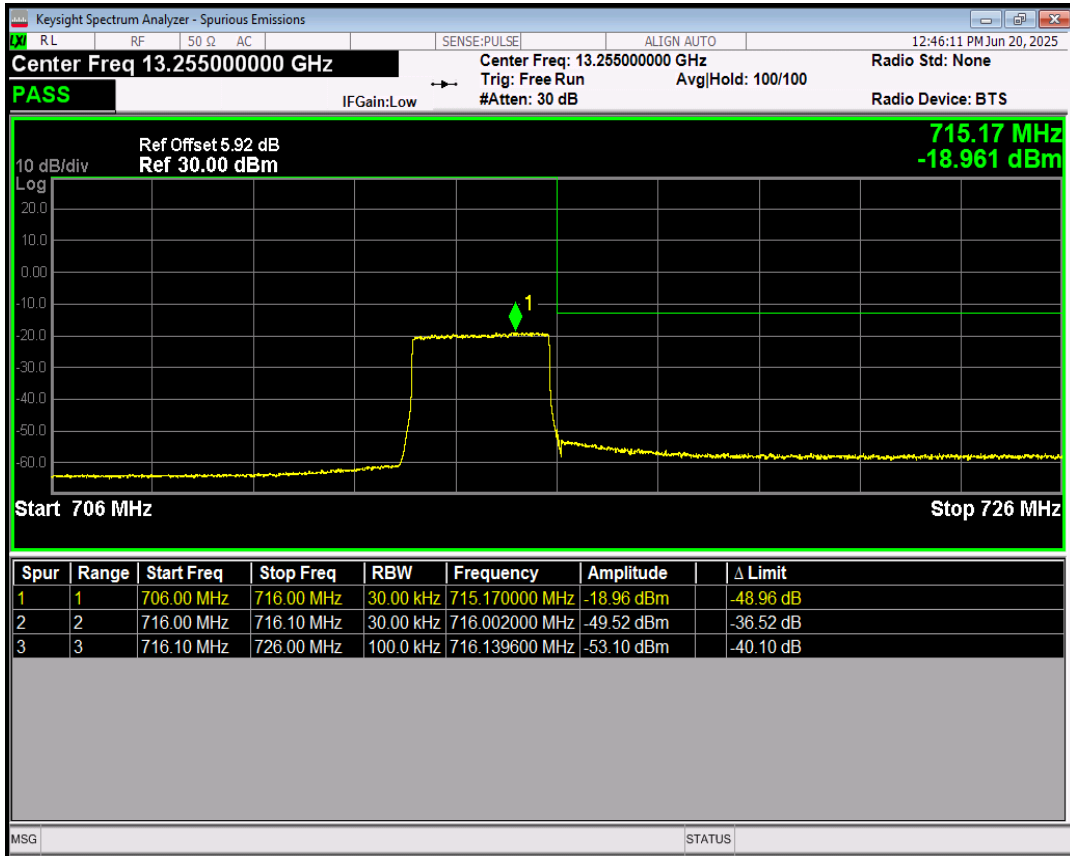 Keysight Spectrum Analyzer - Spurious Emissions
LXI RL RF 50 Ω AC SENSE:PULSE ALIGN AUTO 12:46:11 PM Jun 20, 2025
Center Freq 13.255000000 GHz Center Freq: 13.255000000 GHz Radio Std: None
Trig: Free Run Avg|Hold: 100/100
PASS IFGain:Low #Atten: 30 dB Radio Device: BTS
715.17 MHz
Ref Offset 5.92 dB
-18.961 dBm
10 dB/div Ref 30.00 dBm
Log
20.0
10.0
0.00
-10.0
1
-20.0
-30.0
-40.0
-50.0
-60.0
Start 706 MHz Stop 726 MHz
Spur Range Start Freq Stop Freq RBW Frequency Amplitude Δ Limit
1 1 706.00 MHz 716.00 MHz 30.00 kHz 715.170000 MHz -18.96 dBm -48.96 dB
2 2 716.00 MHz 716.10 MHz 30.00 kHz 716.002000 MHz -49.52 dBm -36.52 dB
3 3 716.10 MHz 726.00 MHz 100.0 kHz 716.139600 MHz -53.10 dBm -40.10 dB
MSG STATUS